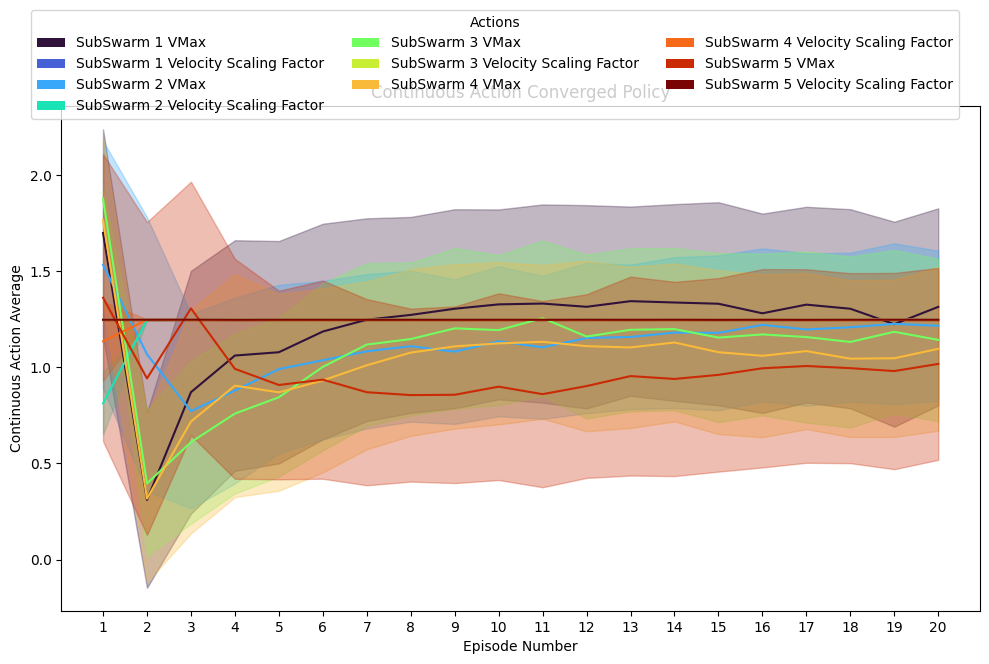 Actions
SubSwarm 1 VMax
SubSwarm 1 Velocity Scaling Factor
SubSwarm 2 VMax
SubSwarm 2 Velocity Scaling Factor
SubSwarm 3 VMax
SubSwarm 3 Velocity Scaling Factor
SubSwarm 4 VMax
SubSwarm 4 Velocity Scaling Factor
SubSwarm 5 VMax
SubSwarm 5 Velocity Scaling Factor
Continuous Action Converged Policy
Continuous Action Average
2.0
1.5
1.0
0.5
0.0
1 2 3 4 5 6 7 8 9 10 11 12 13 14 15 16 17 18 19 20
Episode Number